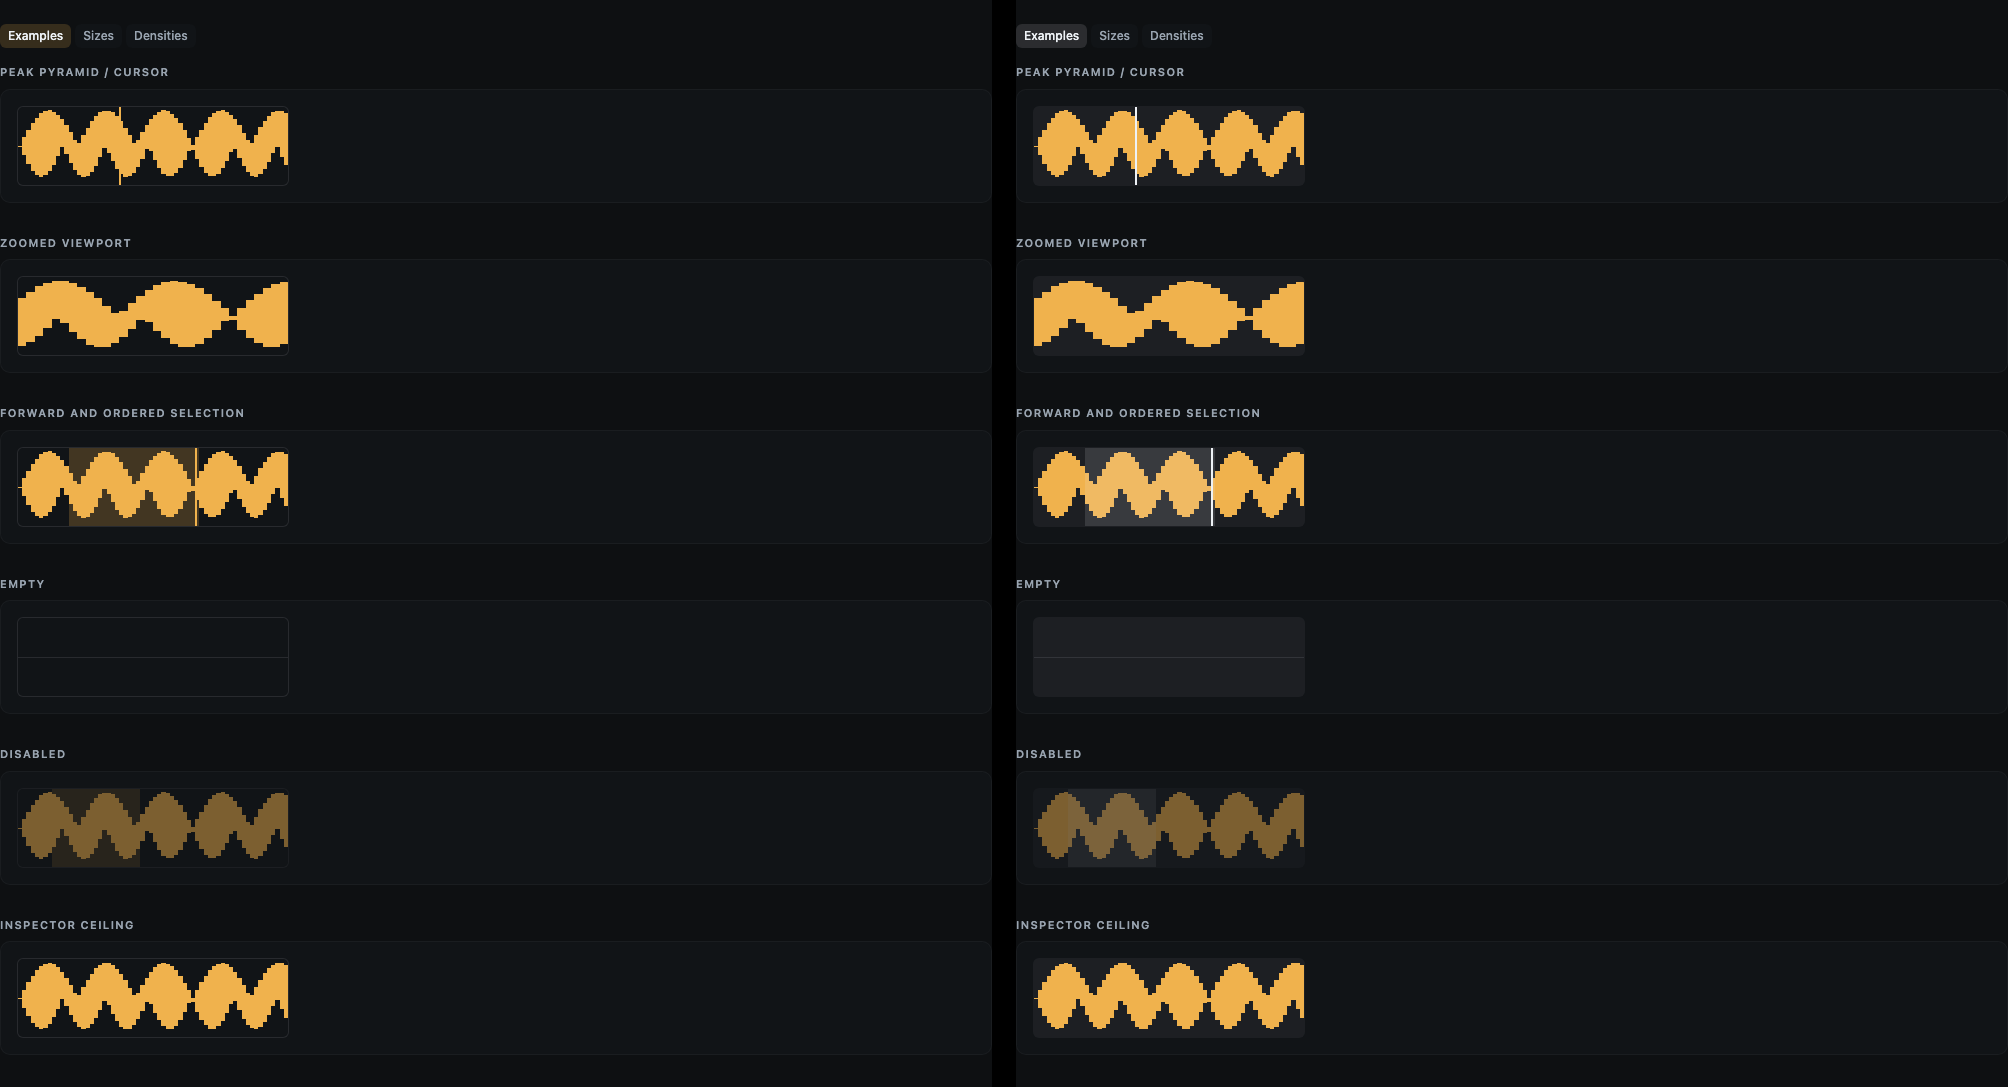 Examples Sizes Densities
PEAK PYRAMID / CURSOR
ZOOMED VIEWPORT
FORWARD AND ORDERED SELECTION
EMPTY
DISABLED
INSPECTOR CEILING
Examples Sizes Densities
PEAK PYRAMID / CURSOR
ZOOMED VIEWPORT
FORWARD AND ORDERED SELECTION
EMPTY
DISABLED
INSPECTOR CEILING